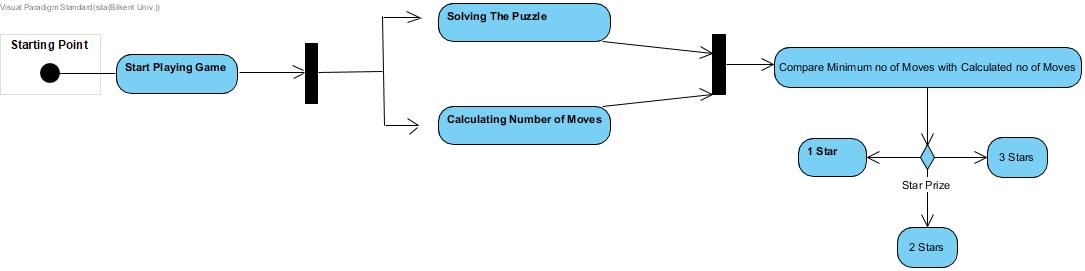 Visual Paradigm Standard(sila(Bilkent Univ.))
Starting Point
Start Playing Game
Solving The Puzzle
Calculating Number of Moves
Compare Minimum no of Moves with Calculated no of Moves
1 Star
3 Stars
Star Prize
2 Stars